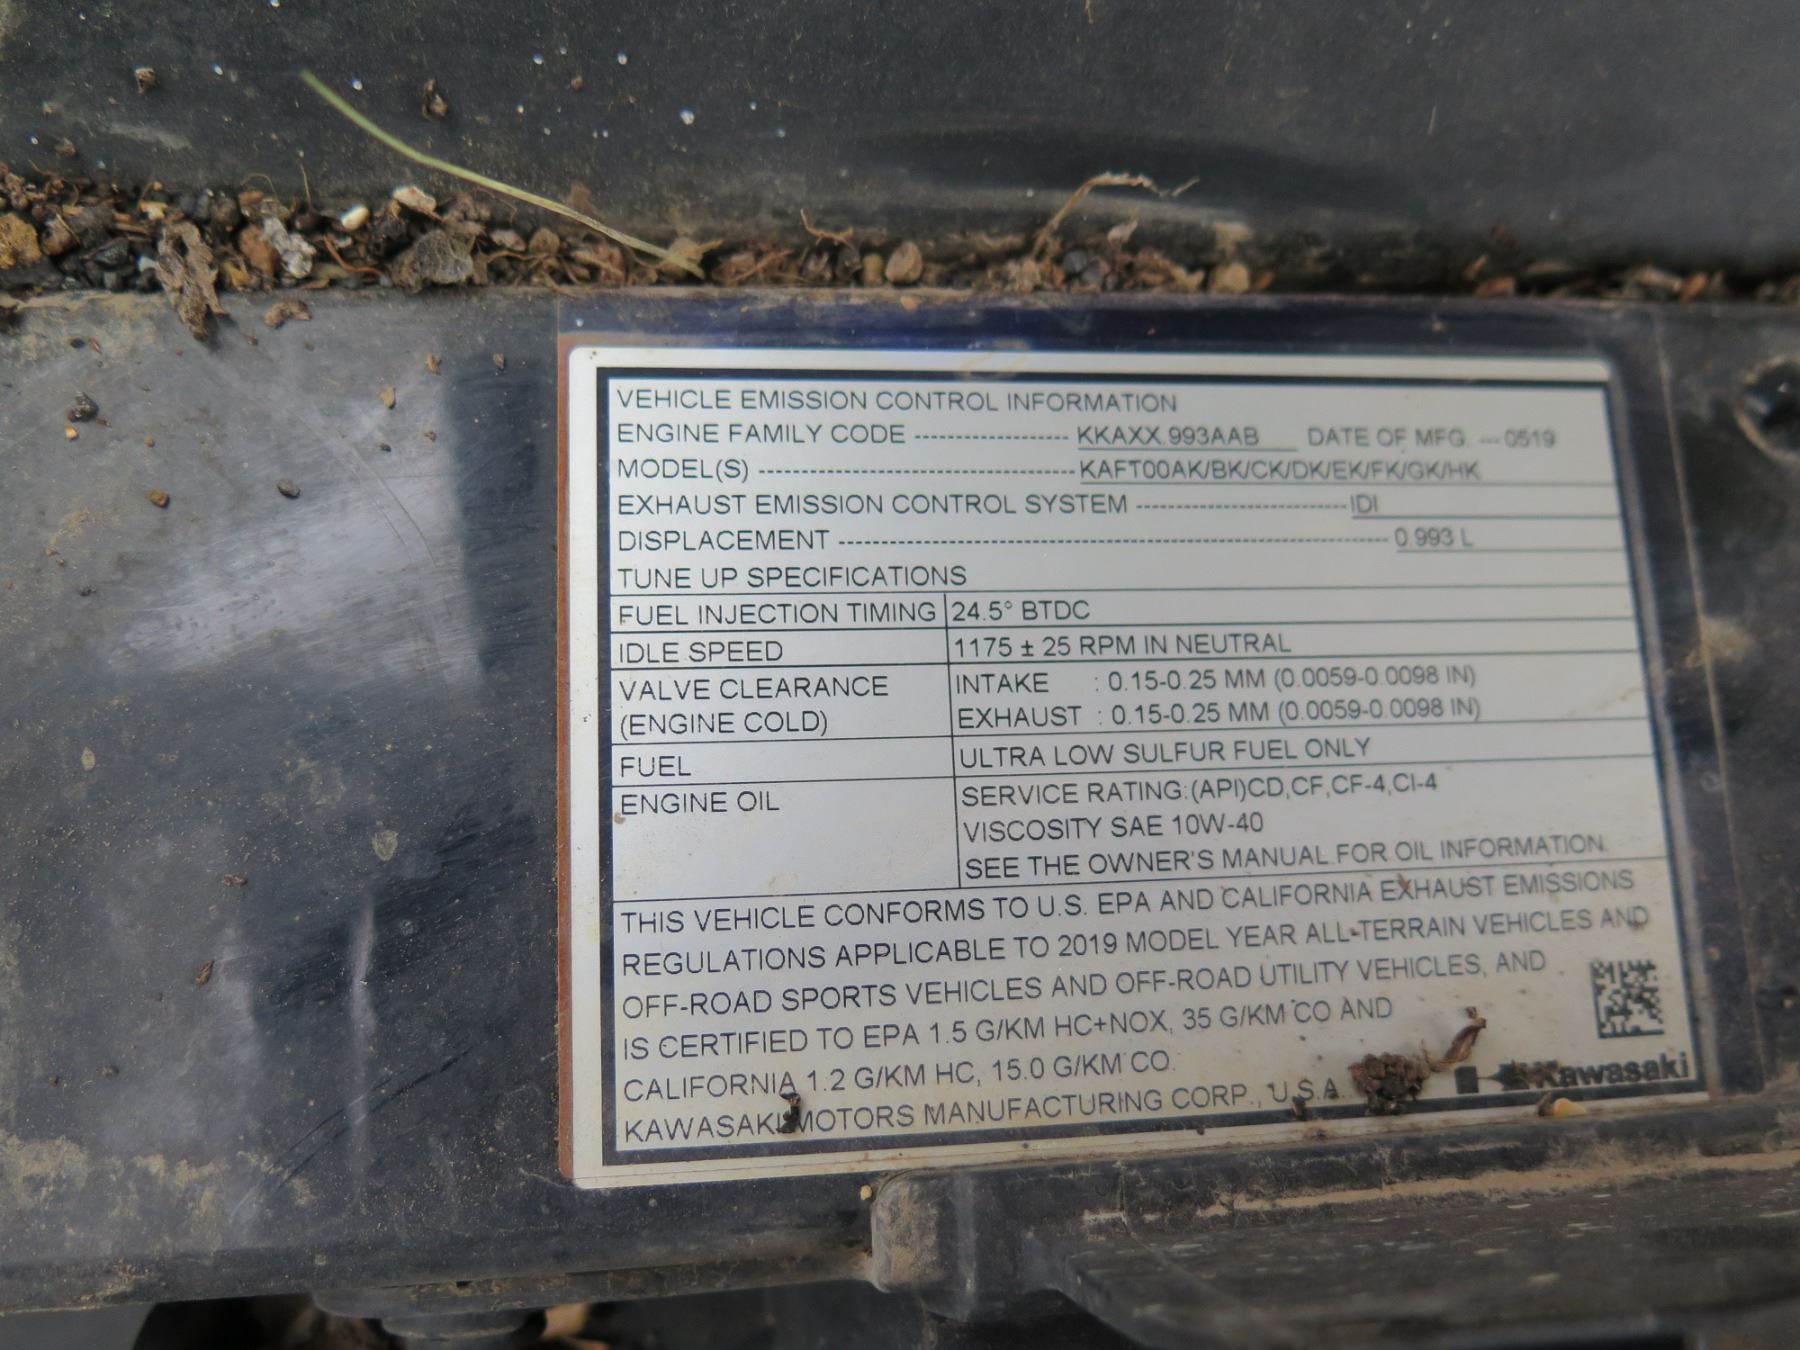 VEHICLE EMISSION CONTROL INFORMATION
ENGINE FAMILY CODE ------------------ KKAXX.993AAB DATE OF MFG --- 0519
MODEL(S) ------------------------------------- KAFT00AK/BK/CK/DK/EK/FK/GK/HK
EXHAUST EMISSION CONTROL SYSTEM ------------------------- IDI
DISPLACEMENT ---------------------------------------------------------------- 0.993 L
TUNE UP SPECIFICATIONS
FUEL INJECTION TIMING 24.5° BTDC
IDLE SPEED 1175 ± 25 RPM IN NEUTRAL
VALVE CLEARANCE INTAKE : 0.15-0.25 MM (0.0059-0.0098 IN)
(ENGINE COLD) EXHAUST : 0.15-0.25 MM (0.0059-0.0098 IN)
FUEL ULTRA LOW SULFUR FUEL ONLY
ENGINE OIL SERVICE RATING:(API)CD,CF,CF-4,CI-4
VISCOSITY SAE 10W-40
SEE THE OWNER'S MANUAL FOR OIL INFORMATION.
THIS VEHICLE CONFORMS TO U.S. EPA AND CALIFORNIA EXHAUST EMISSIONS
REGULATIONS APPLICABLE TO 2019 MODEL YEAR ALL-TERRAIN VEHICLES AND
OFF-ROAD SPORTS VEHICLES AND OFF-ROAD UTILITY VEHICLES, AND
IS CERTIFIED TO EPA 1.5 G/KM HC+NOX, 35 G/KM CO AND
CALIFORNIA 1.2 G/KM HC, 15.0 G/KM CO.
KAWASAKI MOTORS MANUFACTURING CORP., U.S.A.
Kawasaki